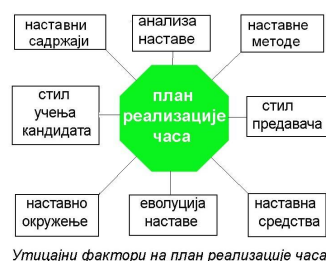 наставни
садржаји
анализа
наставе
наставне
методе
стил
учења
кандидата
план
реализације
часа
стил
предавача
наставно
окружење
еволуција
наставе
наставна
средства
Утицајни фактори на план реализације часа